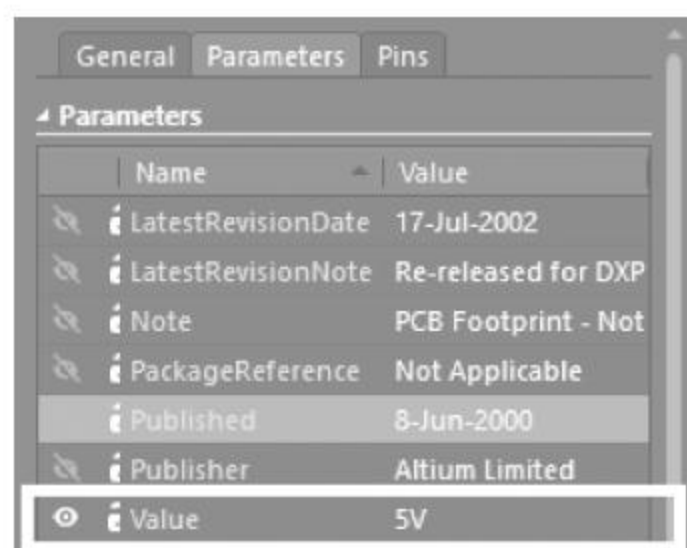 General Parameters Pins
Parameters
Name Value
LatestRevisionDate 17-Jul-2002
LatestRevisionNote Re-released for DXP
Note PCB Footprint - Not
PackageReference Not Applicable
Published 8-Jun-2000
Publisher Altium Limited
Value 5V